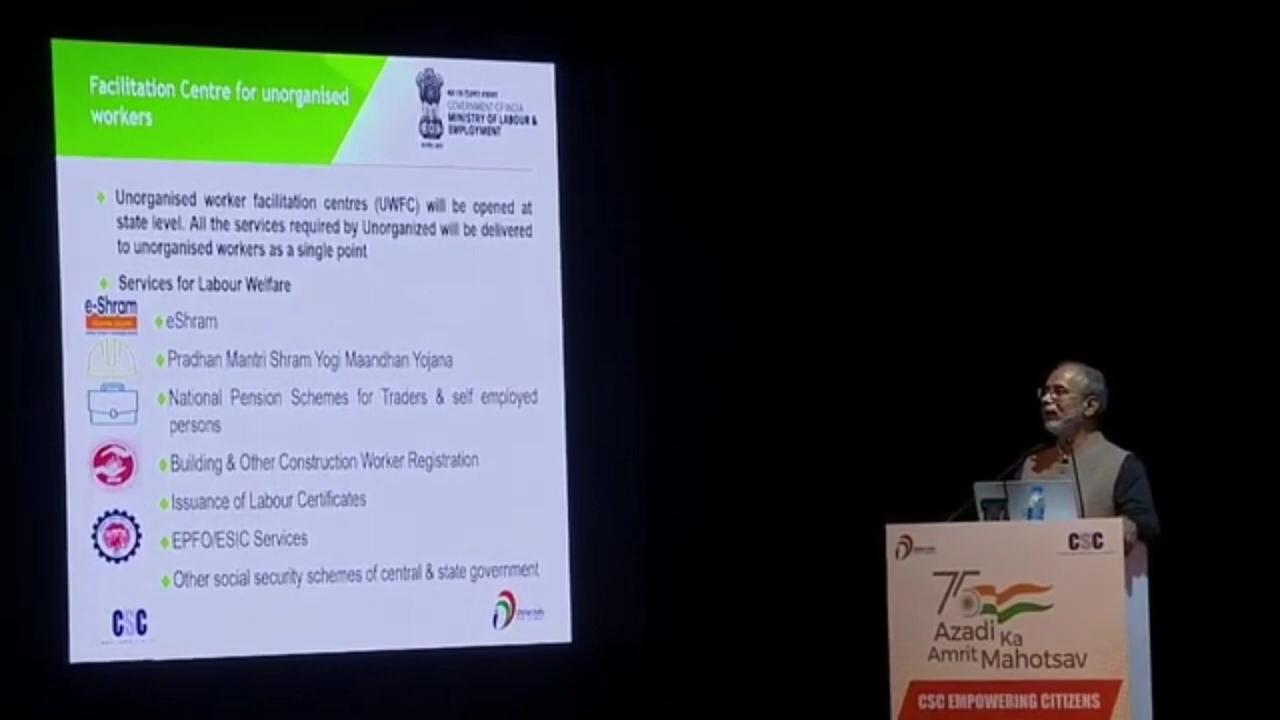 Facilitation Centre for unorganised
workers
GOVERNMENT OF INDIA
MINISTRY OF LABOUR &
EMPLOYMENT
Unorganised worker facilitation centres (UWFC) will be opened at
state level. All the services required by Unorganized will be delivered
to unorganised workers as a single point
Services for Labour Welfare
e-Shram
eShram
Pradhan Mantri Shram Yogi Maandhan Yojana
National Pension Schemes for Traders & self employed
persons
Building & Other Construction Worker Registration
Issuance of Labour Certificates
EPFO/ESIC Services
Other social security schemes of central & state government
CSC
Digital India
CSC
75
Azadi Ka
Amrit Mahotsav
CSC EMPOWERING CITIZENS